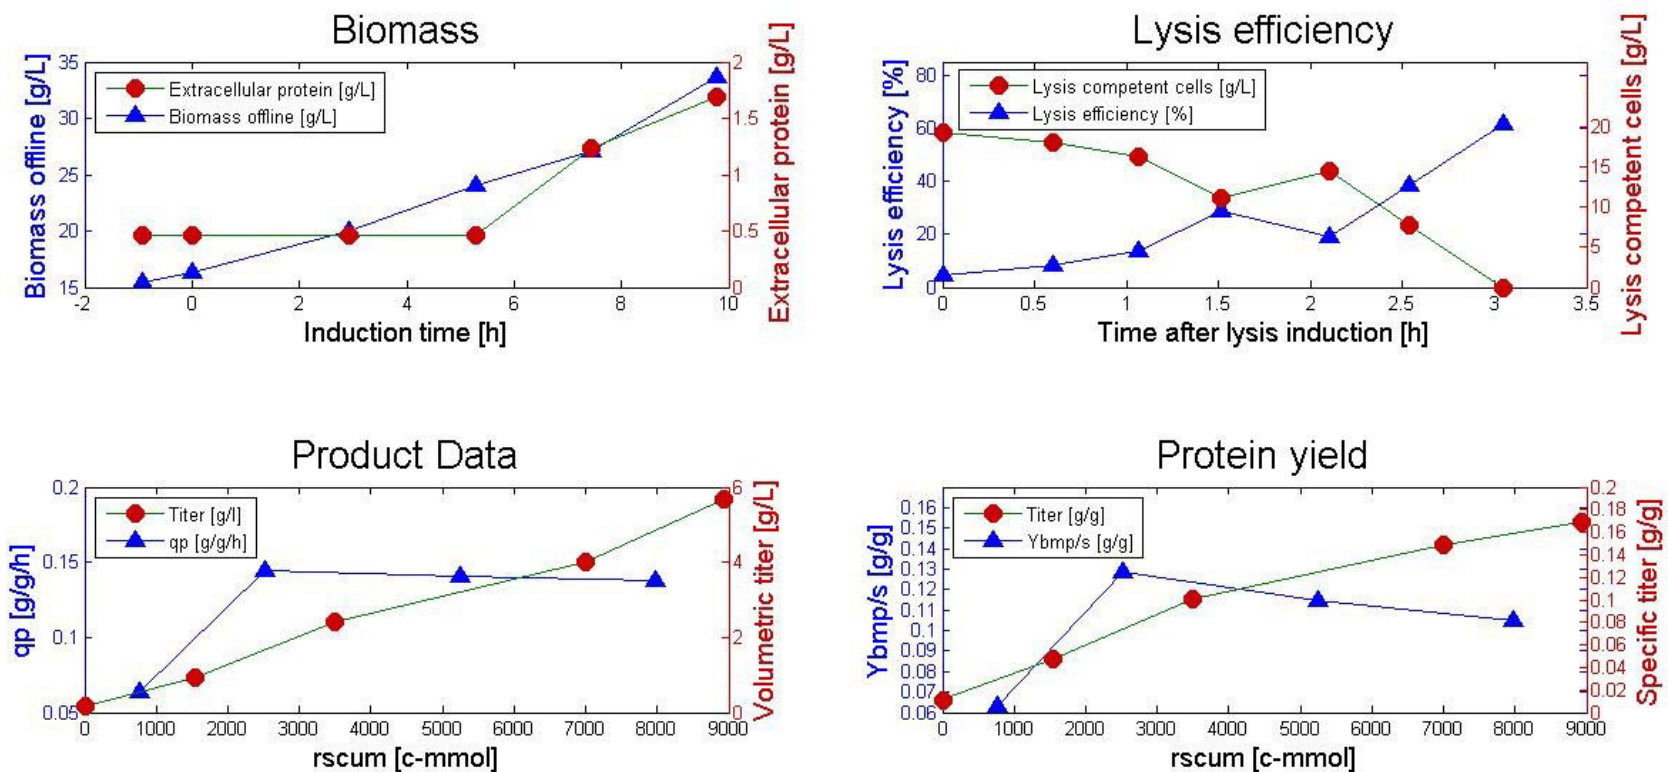 Biomass
Biomass offline [g/L]
35
30
25
20
15
Extracellular protein [g/L]
Biomass offline [g/L]
2
1.5
1
0.5
0
Extracellular protein [g/L]
-2 0 2 4 6 8 10
Induction time [h]
Lysis efficiency
Lysis efficiency [%]
80
60
40
20
0
Lysis competent cells [g/L]
Lysis efficiency [%]
20
15
10
5
0
Lysis competent cells [g/L]
0 0.5 1 1.5 2 2.5 3 3.5
Time after lysis induction [h]
Product Data
qp [g/g/h]
0.2
0.15
0.1
0.05
Titer [g/l]
qp [g/g/h]
6
4
2
0
Volumetric titer [g/L]
0 1000 2000 3000 4000 5000 6000 7000 8000 9000
rscum [c-mmol]
Protein yield
Ybmp/s [g/g]
0.16
0.15
0.14
0.13
0.12
0.11
0.1
0.09
0.08
0.07
0.06
Titer [g/g]
Ybmp/s [g/g]
0.2
0.18
0.16
0.14
0.12
0.1
0.08
0.06
0.04
0.02
0
Specific titer [g/g]
0 1000 2000 3000 4000 5000 6000 7000 8000 9000
rscum [c-mmol]